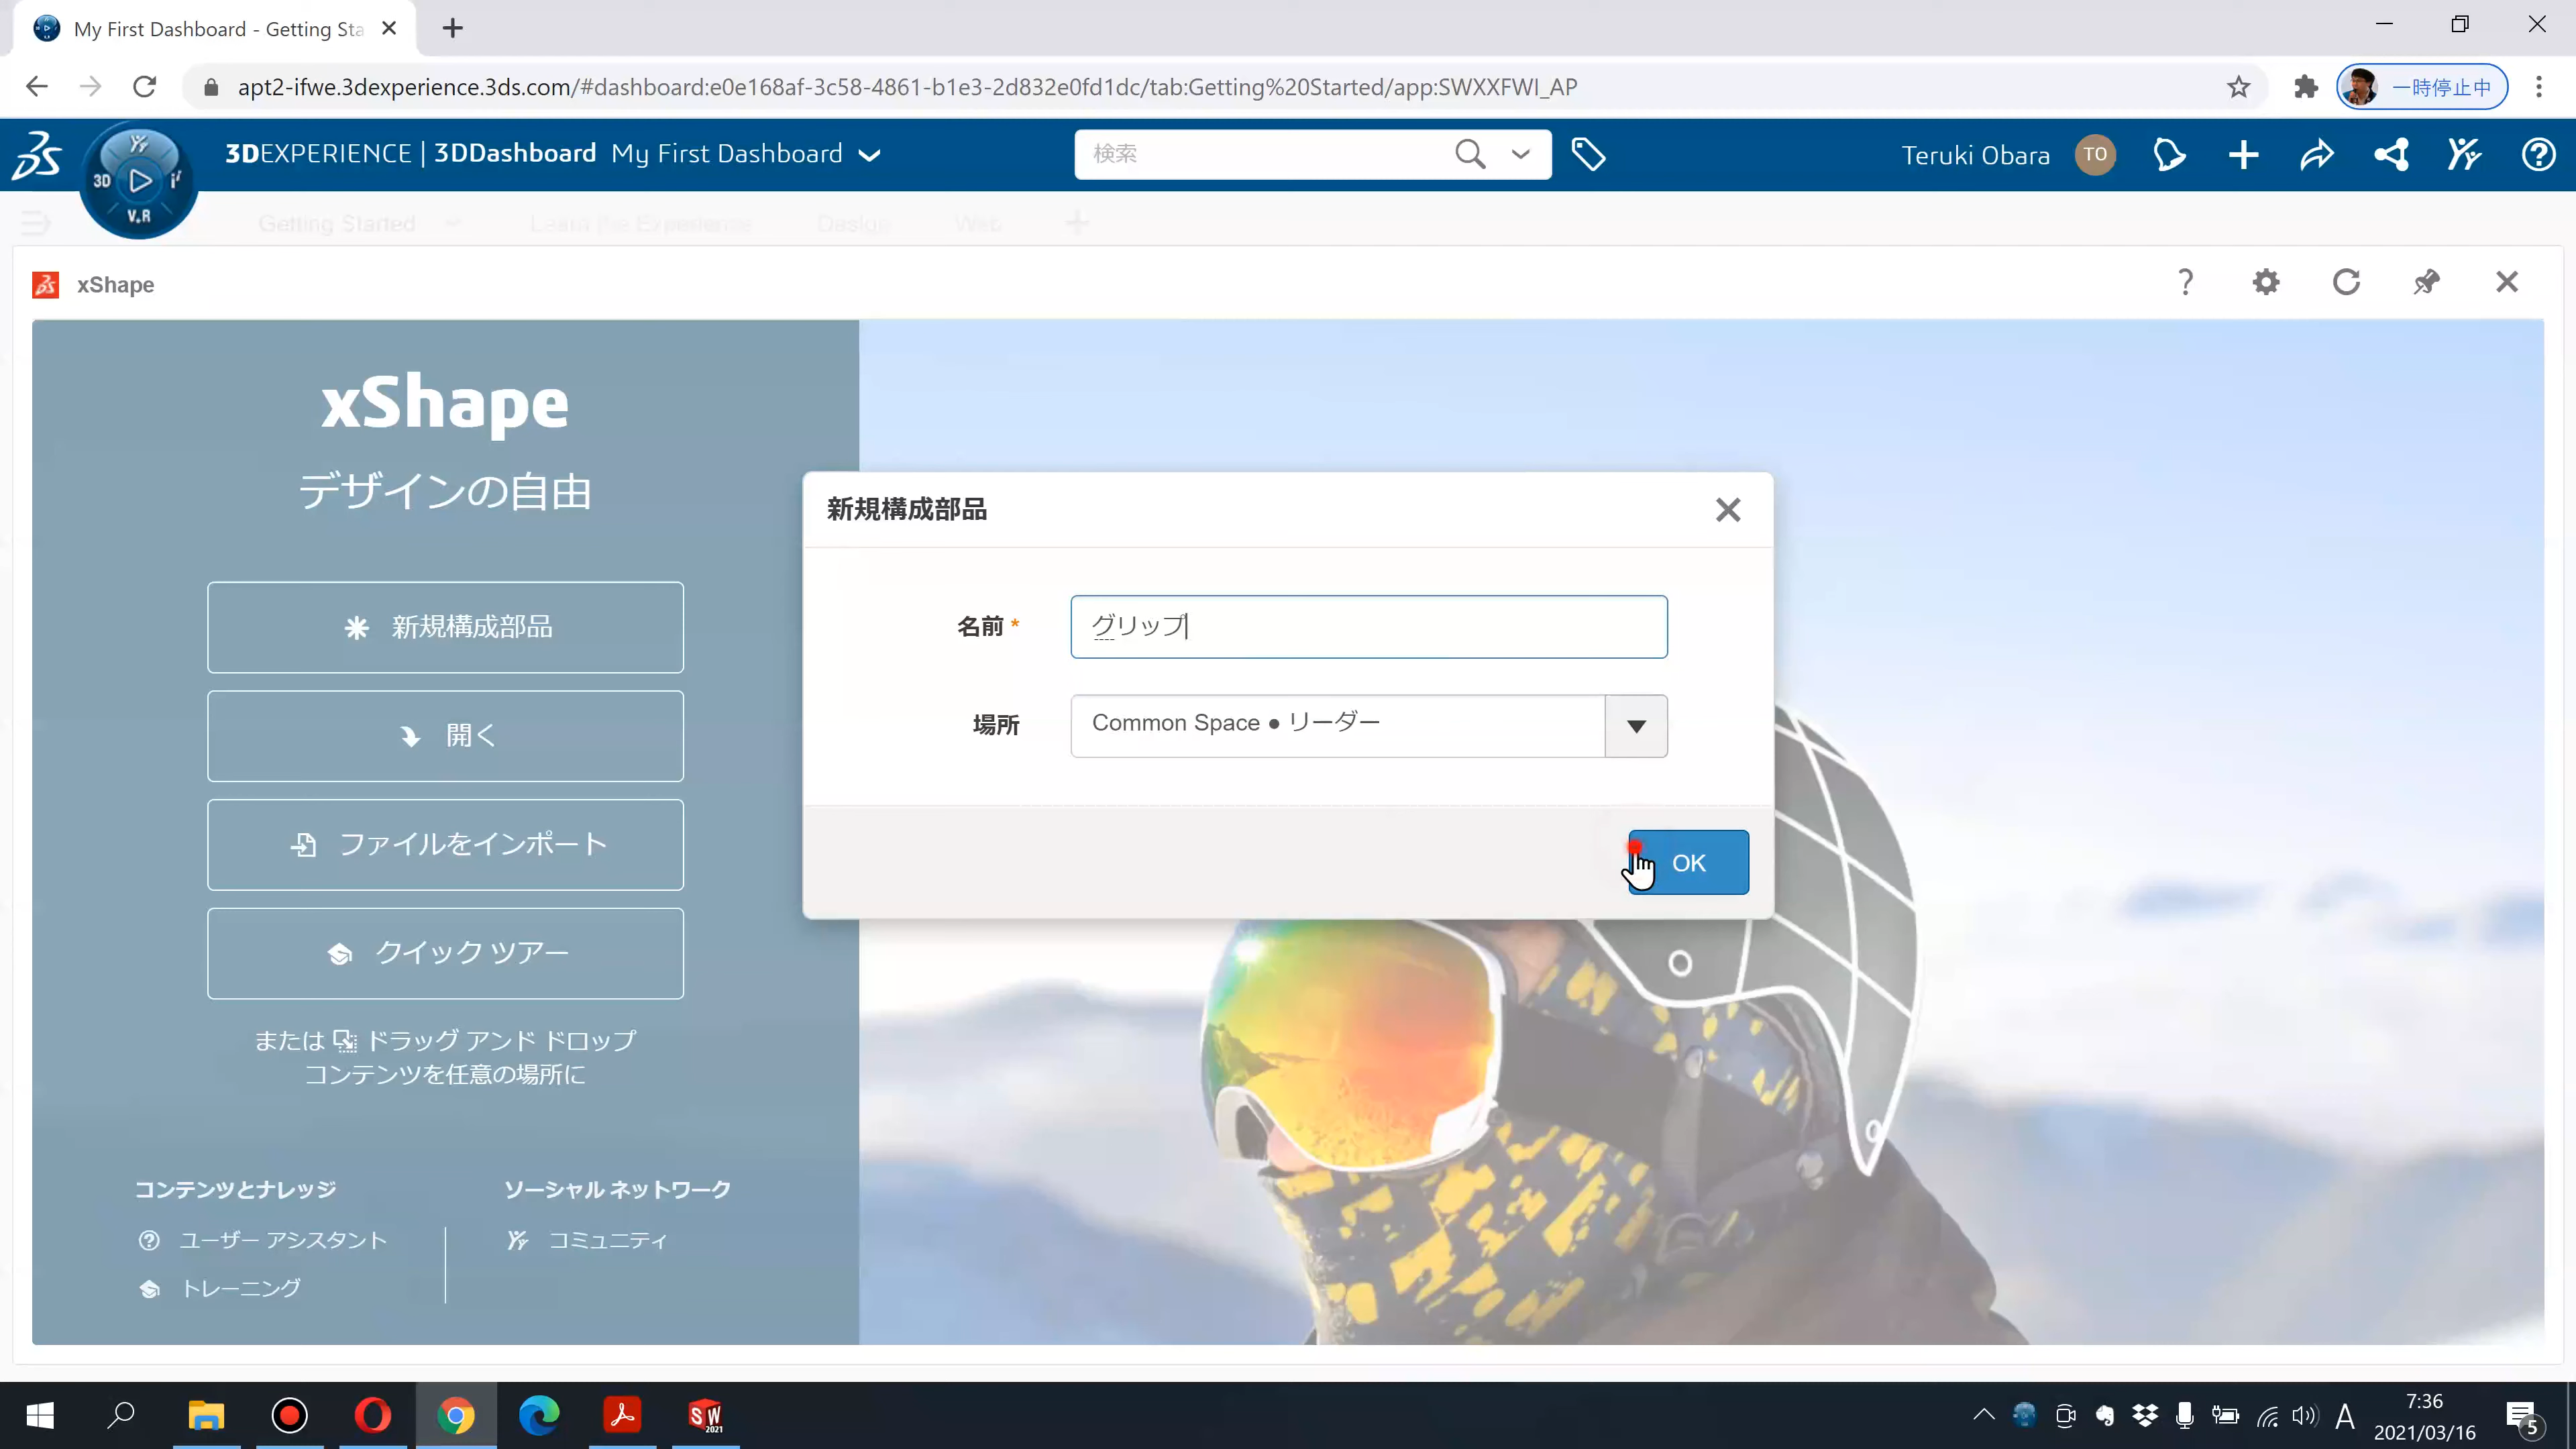 My First Dashboard - Getting Sta
apt2-ifwe.3dexperience.3ds.com/#dashboard:e0e168af-3c58-4861-b1e3-2d832e0fd1dc/tab:Getting%20Started/app:SWXXFWI_AP
一時停止中
3DEXPERIENCE | 3DDashboard My First Dashboard
検索
Teruki Obara
TO
3D
V.R
Getting Started
Learn the Experience
Design
Web
xShape
xShape
デザインの自由
新規構成部品
開く
ファイルをインポート
クイック ツアー
または ドラッグ アンド ドロップ
コンテンツを任意の場所に
コンテンツとナレッジ
ソーシャル ネットワーク
ユーザー アシスタント
コミュニティ
トレーニング
新規構成部品
名前 *
グリップ
場所
Common Space ● リーダー
OK
SW
2021
A
7:36
2021/03/16
5